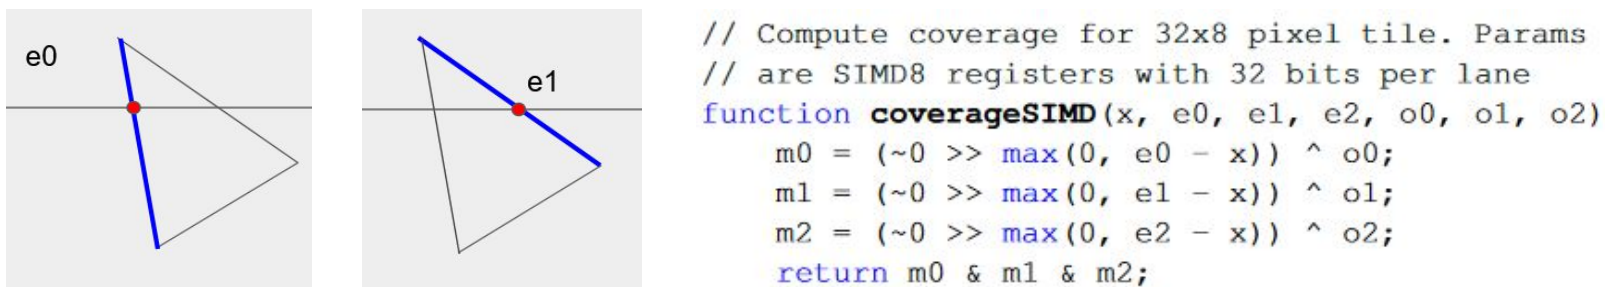 e0
e1
// Compute coverage for 32x8 pixel tile. Params
// are SIMD8 registers with 32 bits per lane
function coverageSIMD(x, e0, e1, e2, o0, o1, o2)
    m0 = (~0 >> max(0, e0 - x)) ^ o0;
    m1 = (~0 >> max(0, e1 - x)) ^ o1;
    m2 = (~0 >> max(0, e2 - x)) ^ o2;
    return m0 & m1 & m2;